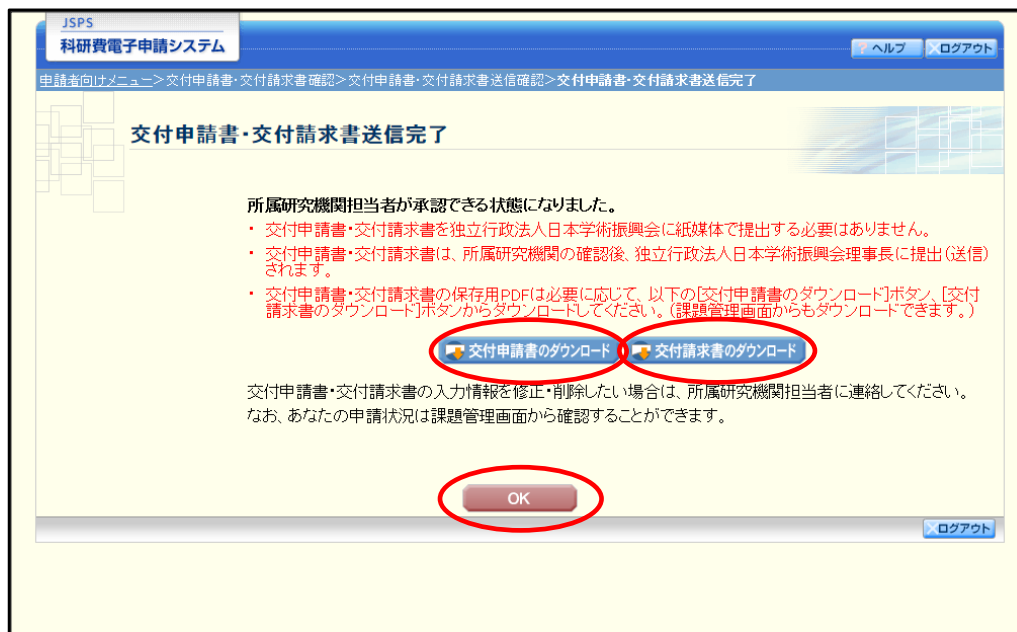 JSPS
科研費電子申請システム
? ヘルプ ログアウト
申請者向けメニュー>交付申請書・交付請求書確認>交付申請書・交付請求書送信確認>交付申請書・交付請求書送信完了
交付申請書・交付請求書送信完了
所属研究機関担当者が承認できる状態になりました。
・ 交付申請書・交付請求書を独立行政法人日本学術振興会に紙媒体で提出する必要はありません。
・ 交付申請書・交付請求書は、所属研究機関の確認後、独立行政法人日本学術振興会理事長に提出(送信)
されます。
・ 交付申請書・交付請求書の保存用PDFは必要に応じて、以下の[交付申請書のダウンロード]ボタン、[交付
請求書のダウンロード]ボタンからダウンロードしてください。(課題管理画面からもダウンロードできます。)
交付申請書のダウンロード 交付請求書のダウンロード
交付申請書・交付請求書の入力情報を修正・削除したい場合は、所属研究機関担当者に連絡してください。
なお、あなたの申請状況は課題管理画面から確認することができます。
OK
ログアウト